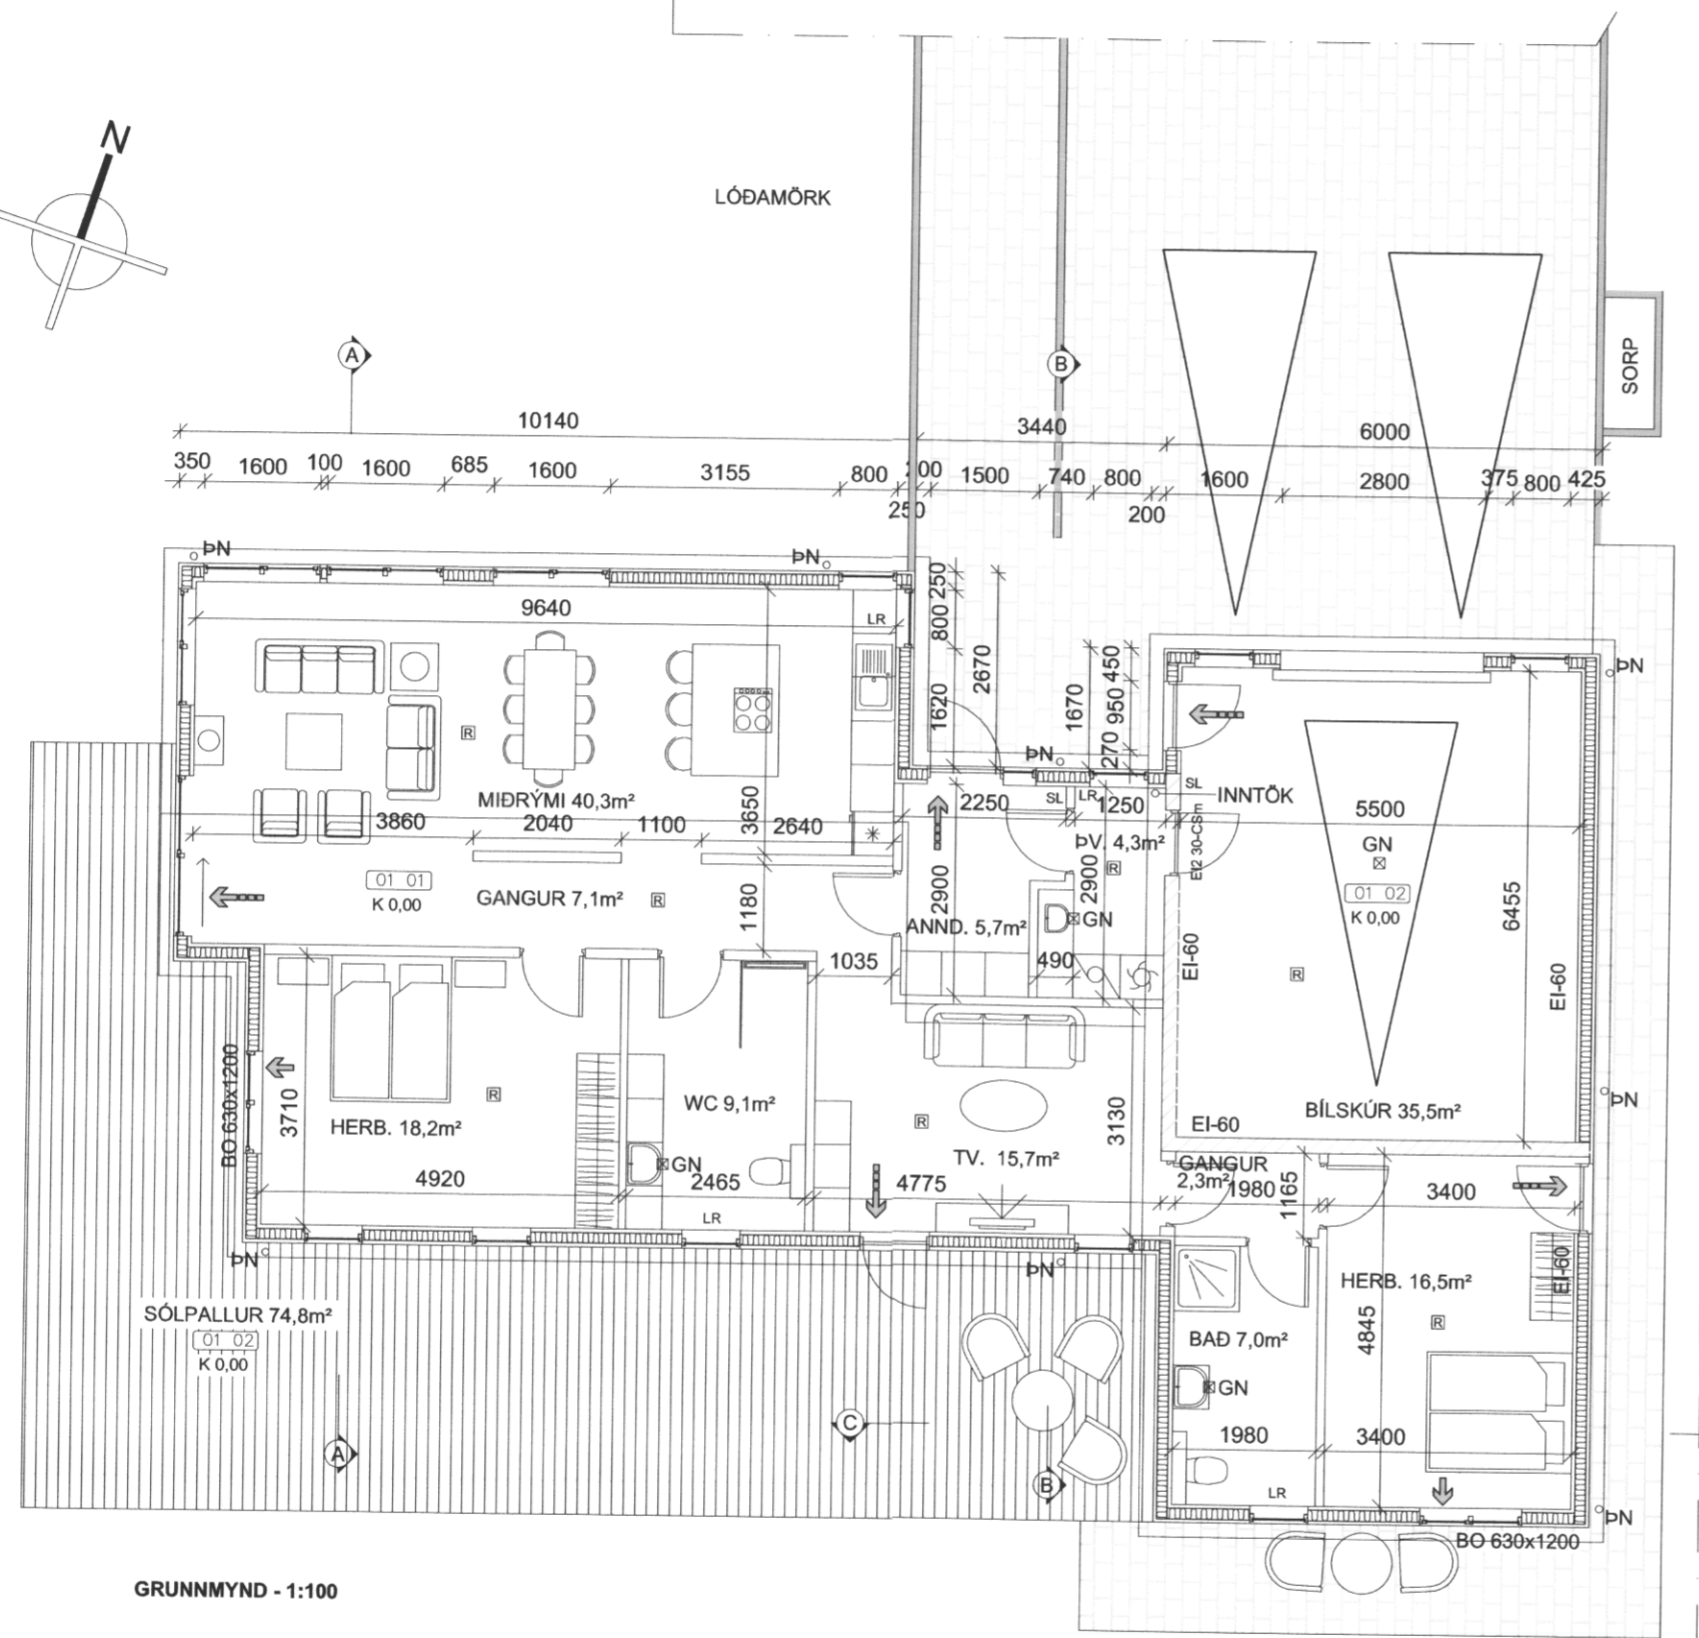 N
LÓÐAMÖRK
SORP
A
B
10140
3440
6000
350
1600
100
1600
685
1600
3155
800
200
1500
740
800
1600
2800
375
800
425
250
200
ÞN
ÞN
9640
LR
800
250
2670
1620
1670
270
950
450
ÞN
ÞN
MIÐRÝMI 40,3m²
3860
2040
1100
3650
2640
2250
SL
LR
1250
SL
INNTÖK
5500
GN
ÞV. 4,3m²
EI2 30-CSm
01 02
K 0,00
R
01 01
K 0,00
GANGUR 7,1m²
R
1180
2900
ANND. 5,7m²
2900
R
GN
6455
1035
490
EI-60
R
EI-60
BO 630x1200
3710
R
HERB. 18,2m²
WC 9,1m²
R
3130
BÍLSKÚR 35,5m²
ÞN
EI-60
GN
TV. 15,7m²
GANGUR
2,3m²
4920
2465
4775
1980
1165
3400
LR
ÞN
ÞN
HERB. 16,5m²
EI-60
SÓLPALLUR 74,8m²
01 02
K 0,00
BAÐ 7,0m²
4845
R
GN
C
A
1980
3400
B
LR
ÞN
BO 630x1200
GRUNNMYND - 1:100